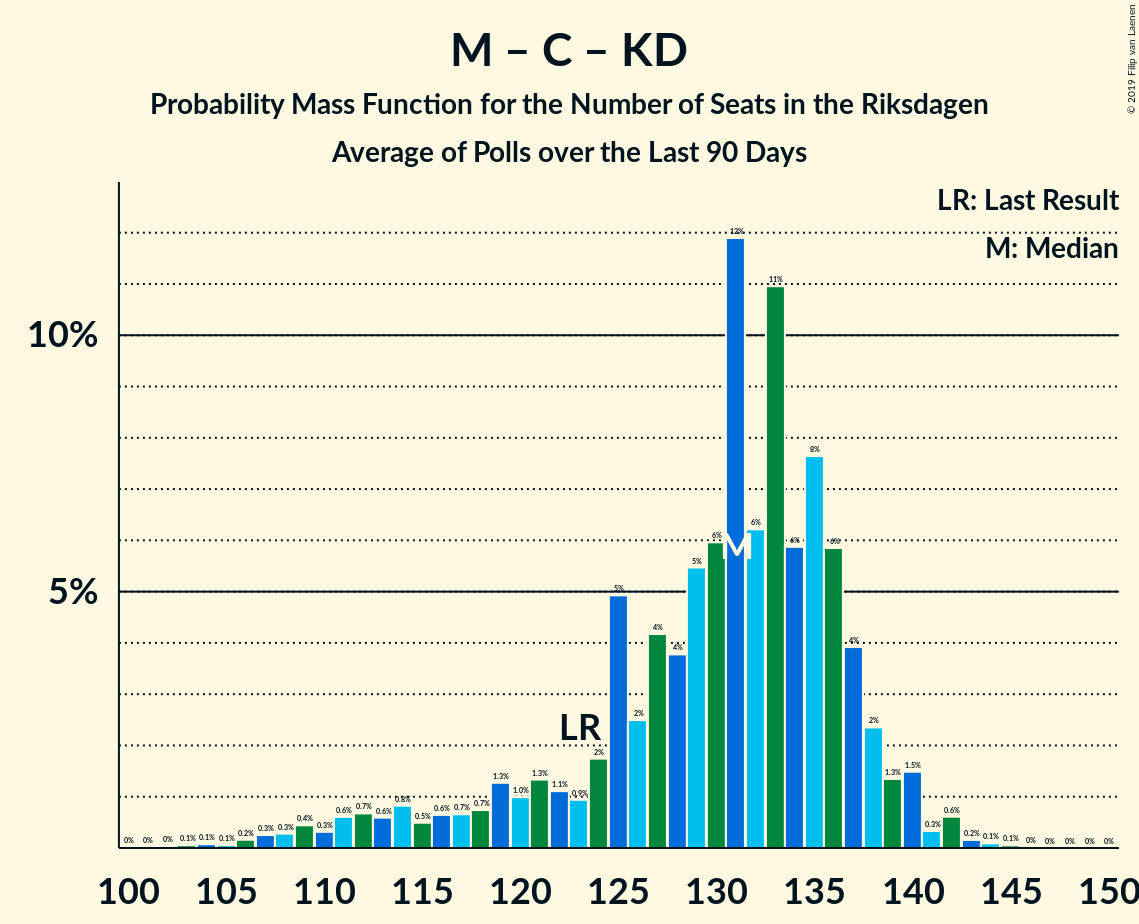 M – C – KD
Probability Mass Function for the Number of Seats in the Riksdagen
Average of Polls over the Last 90 Days
© 2019 Filip van Laenen
LR: Last Result
M: Median
10%
5%
0% 0% 0% 0.1% 0.1% 0.1% 0.2% 0.3% 0.3% 0.4% 0.3% 0.6% 0.7% 0.6% 0.8% 0.5% 0.6% 0.7% 0.7% 1.3% 1.0% 1.3% 1.1% 0.9% 2% 5% 2% 4% 4% 5% 6% 12% 6% 11% 6% 8% 6% 4% 2% 1.3% 1.5% 0.3% 0.6% 0.2% 0.1% 0.1% 0% 0% 0% 0% 0%
LR
M
100 105 110 115 120 125 130 135 140 145 150